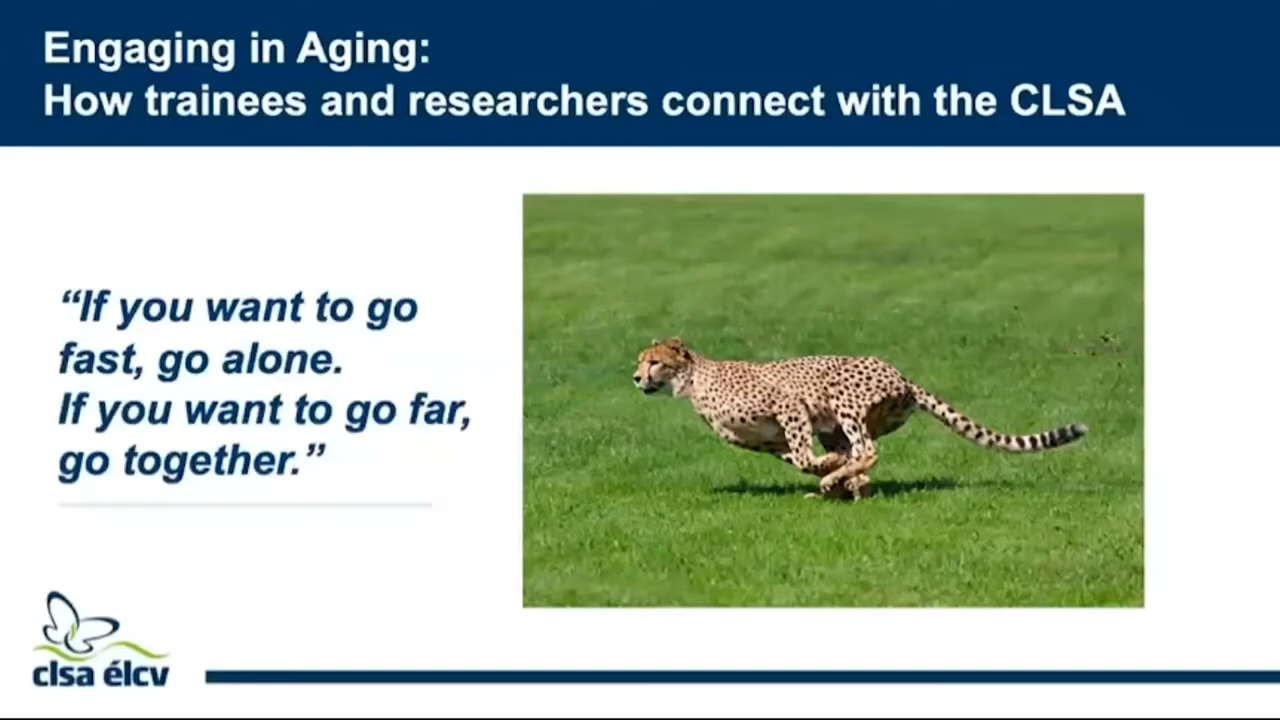 Engaging in Aging:
How trainees and researchers connect with the CLSA
“If you want to go
fast, go alone.
If you want to go far,
go together.”
clsa élcv